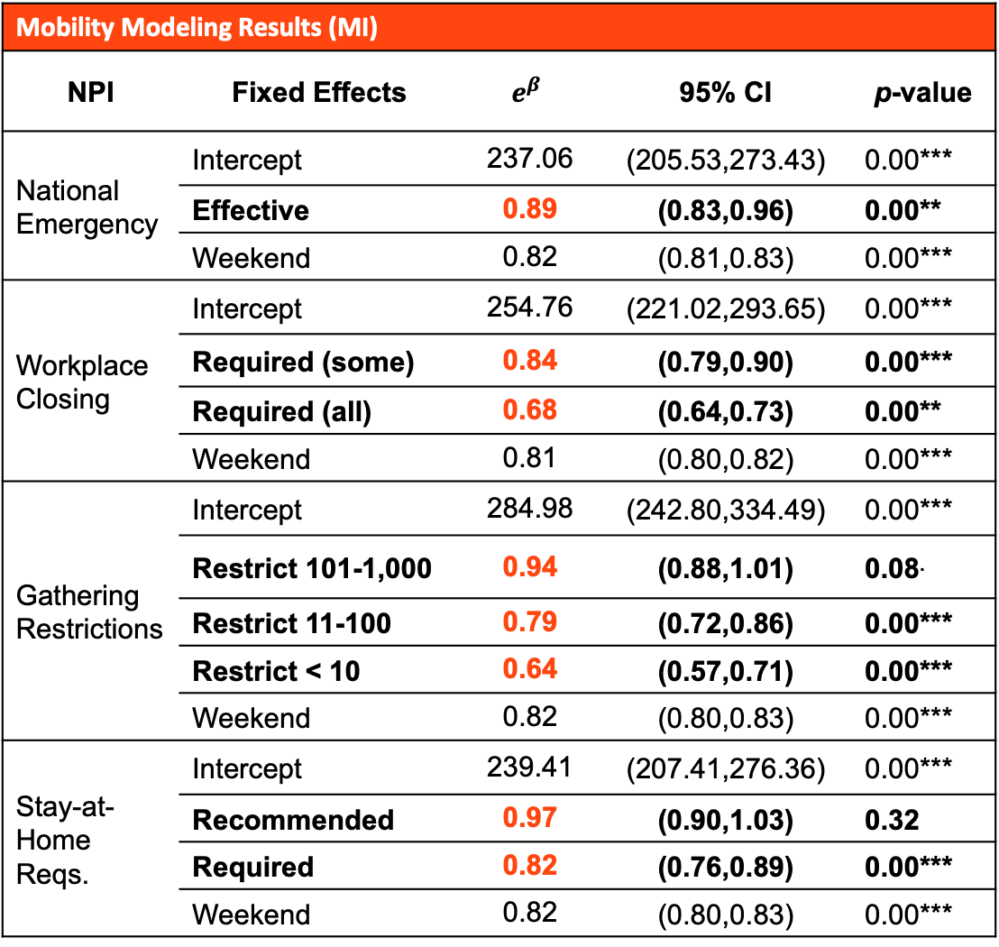 Mobility Modeling Results (MI)
NPI Fixed Effects e^β 95% CI p-value
National Emergency
Intercept 237.06 (205.53,273.43) 0.00***
Effective 0.89 (0.83,0.96) 0.00**
Weekend 0.82 (0.81,0.83) 0.00***
Workplace Closing
Intercept 254.76 (221.02,293.65) 0.00***
Required (some) 0.84 (0.79,0.90) 0.00***
Required (all) 0.68 (0.64,0.73) 0.00**
Weekend 0.81 (0.80,0.82) 0.00***
Gathering Restrictions
Intercept 284.98 (242.80,334.49) 0.00***
Restrict 101-1,000 0.94 (0.88,1.01) 0.08.
Restrict 11-100 0.79 (0.72,0.86) 0.00***
Restrict < 10 0.64 (0.57,0.71) 0.00***
Weekend 0.82 (0.80,0.83) 0.00***
Stay-at-Home Reqs.
Intercept 239.41 (207.41,276.36) 0.00***
Recommended 0.97 (0.90,1.03) 0.32
Required 0.82 (0.76,0.89) 0.00***
Weekend 0.82 (0.80,0.83) 0.00***